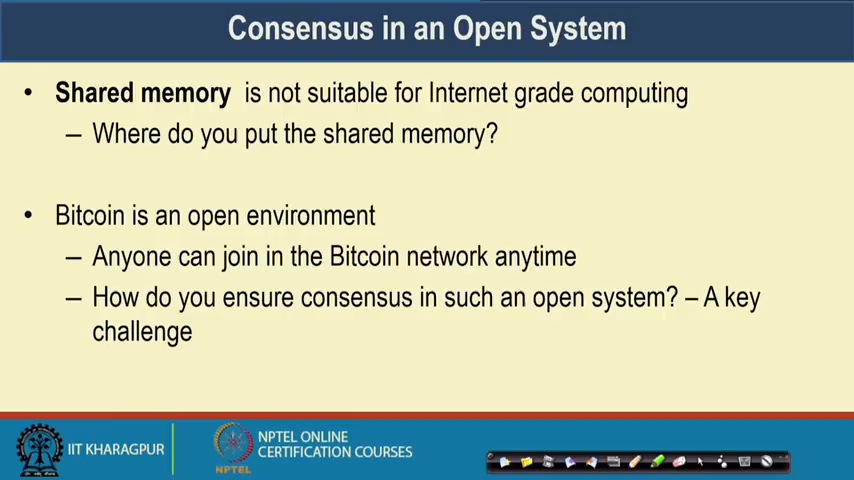 Consensus in an Open System
• Shared memory is not suitable for Internet grade computing
– Where do you put the shared memory?
• Bitcoin is an open environment
– Anyone can join in the Bitcoin network anytime
– How do you ensure consensus in such an open system? – A key
challenge
IIT KHARAGPUR
NPTEL
NPTEL ONLINE
CERTIFICATION COURSES